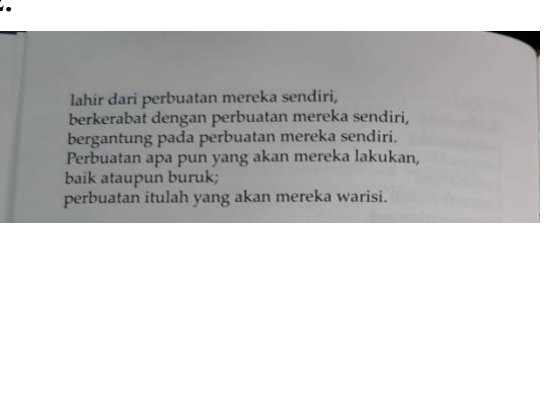 2.
lahir dari perbuatan mereka sendiri,
berkerabat dengan perbuatan mereka sendiri,
bergantung pada perbuatan mereka sendiri.
Perbuatan apa pun yang akan mereka lakukan,
baik ataupun buruk;
perbuatan itulah yang akan mereka warisi.